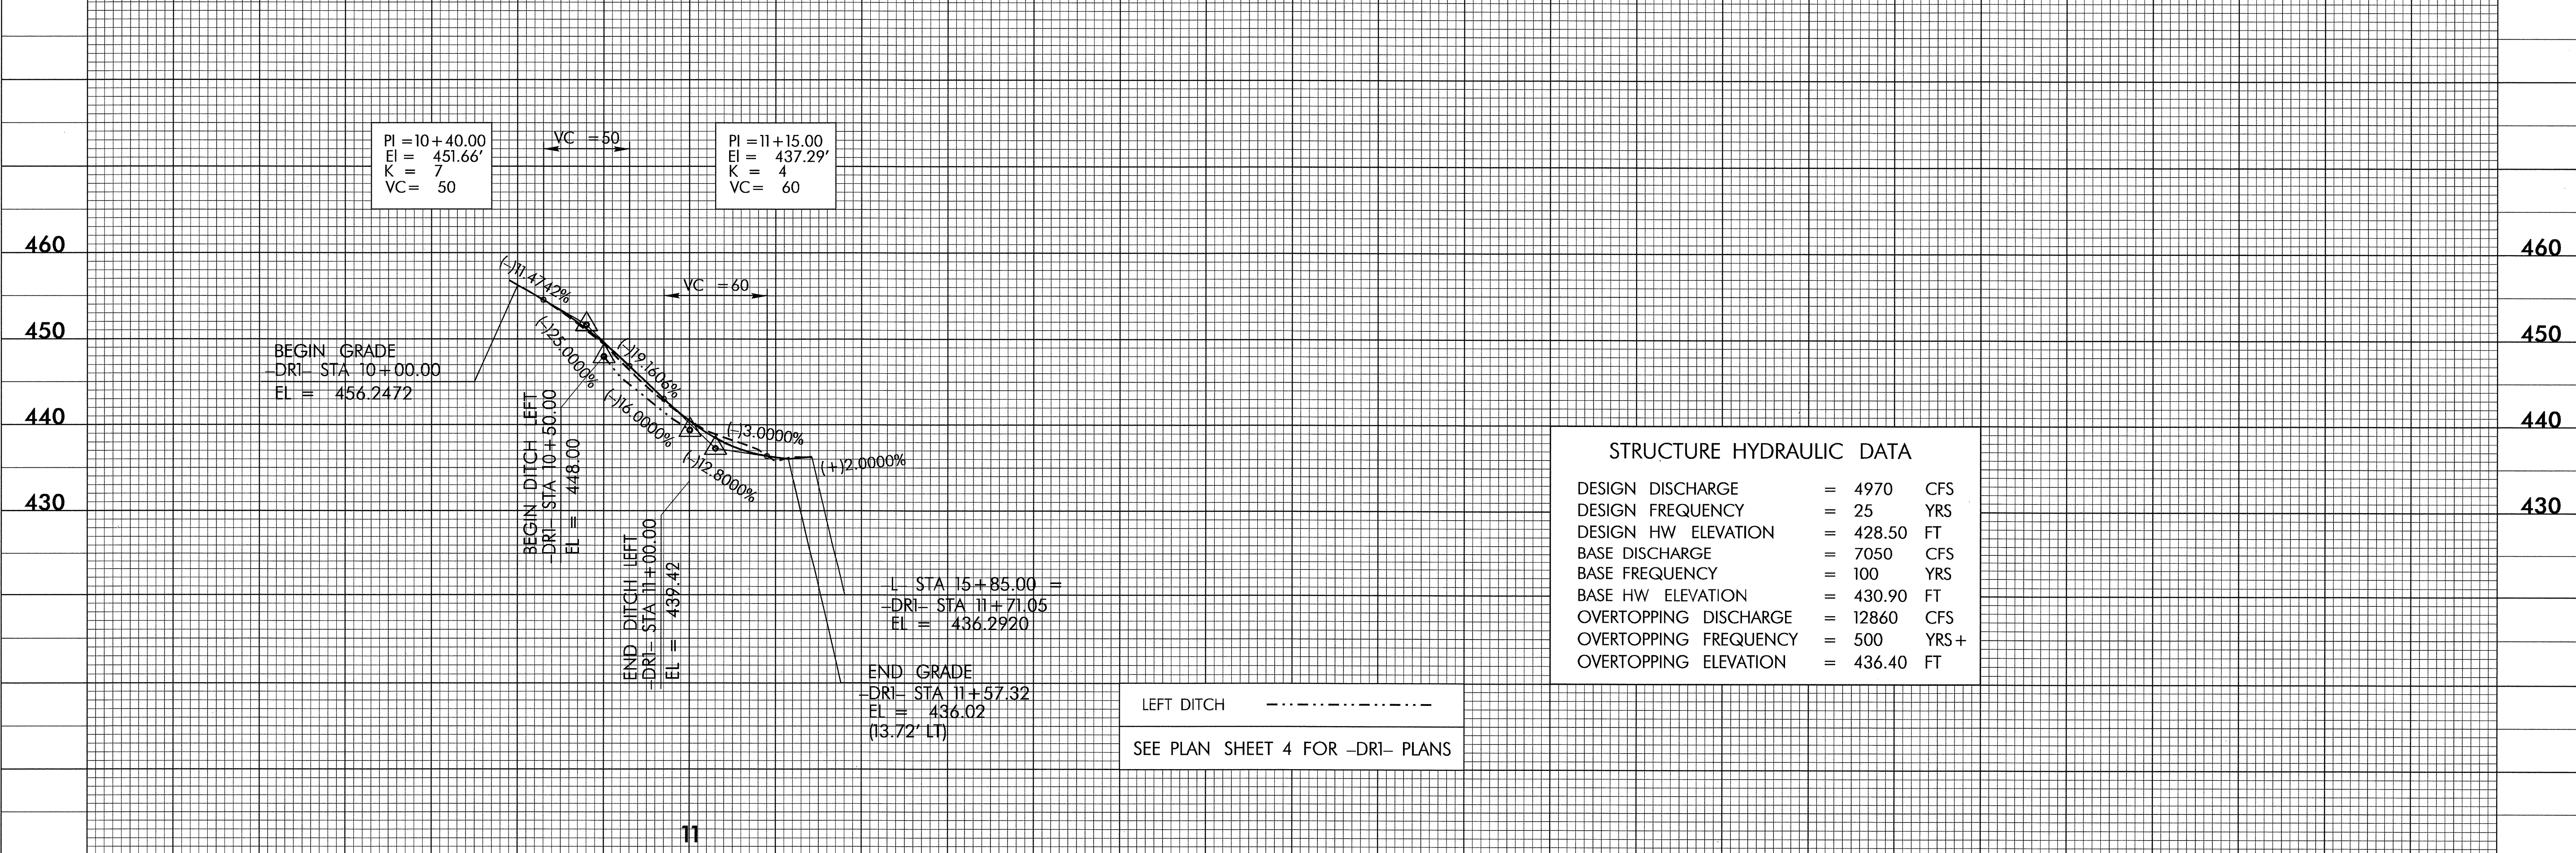 PI = 10+40.00
El = 451.66'
K = 7
VC = 50
VC = 50
PI = 11+15.00
El = 437.29'
K = 4
VC = 60
460
460
(-)11.4742%
VC = 60
450
450
BEGIN GRADE
-DR1- STA 10+00.00
EL = 456.2472
(-)25.0000%
(-)19.1606%
(-)16.0000%
440
440
(-)3.0000%
(-)12.8000%
(+)2.0000%
BEGIN DITCH LEFT
-DR1- STA 10+50.00
EL = 448.00
430
430
END DITCH LEFT
-DR1- STA 11+00.00
EL = 439.42
-L- STA 15+85.00 =
-DR1- STA 11+71.05
EL = 436.2920
END GRADE
-DR1- STA 11+57.32
EL = 436.02
(13.72' LT)
STRUCTURE HYDRAULIC DATA
DESIGN DISCHARGE = 4970 CFS
DESIGN FREQUENCY = 25 YRS
DESIGN HW ELEVATION = 428.50 FT
BASE DISCHARGE = 7050 CFS
BASE FREQUENCY = 100 YRS
BASE HW ELEVATION = 430.90 FT
OVERTOPPING DISCHARGE = 12860 CFS
OVERTOPPING FREQUENCY = 500 YRS+
OVERTOPPING ELEVATION = 436.40 FT
LEFT DITCH
SEE PLAN SHEET 4 FOR -DR1- PLANS
11